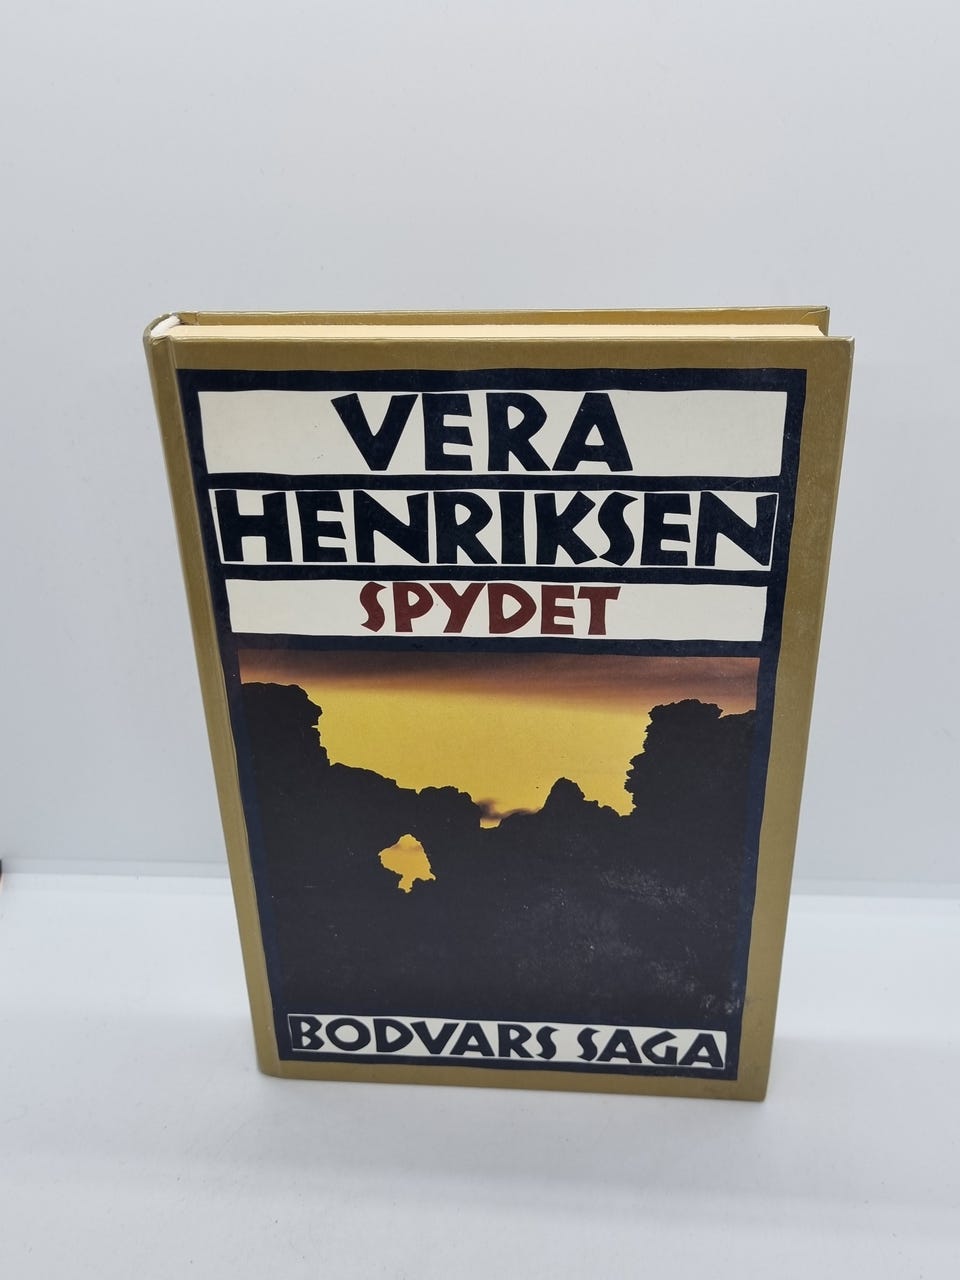 VERA
HENRIKSEN
SPYDET
BODVARS SAGA